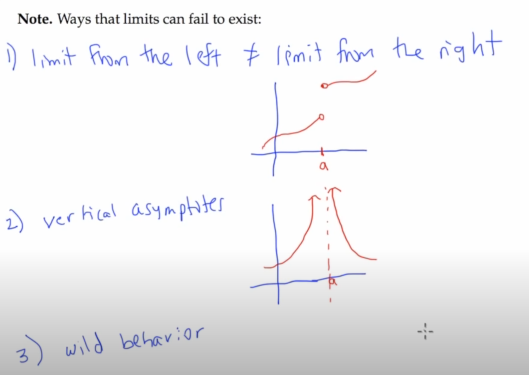 Note. Ways that limits can fail to exist:
1) limit from the left ≠ limit from the right
a
2) vertical asymptotes
a
3) wild behavior